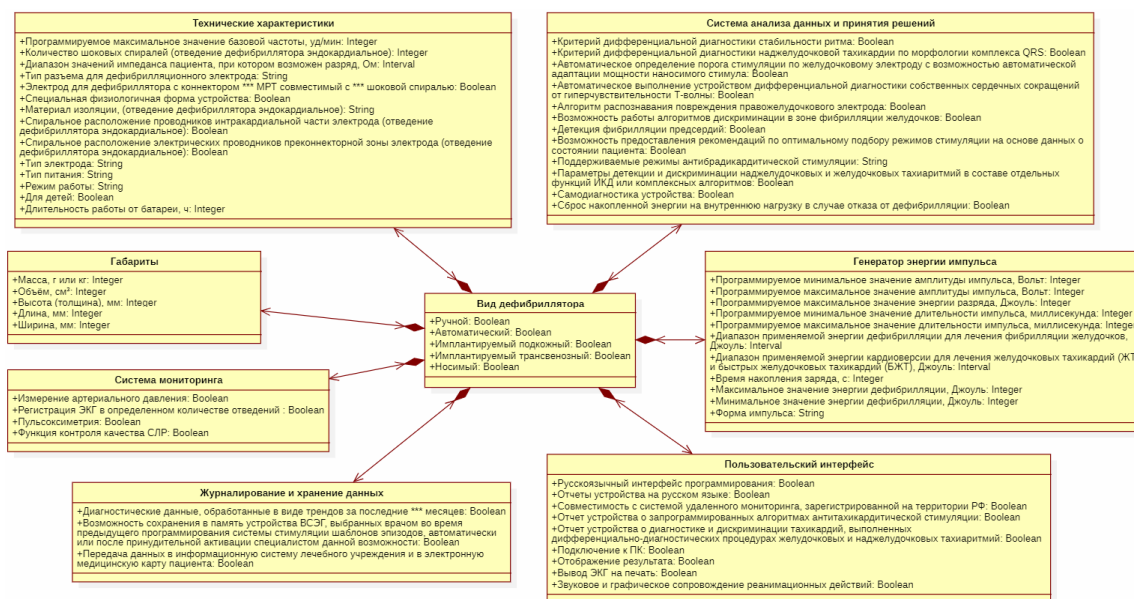 Технические характеристики
+Программируемое максимальное значение базовой частоты, уд/мин: Integer
+Количество шоковых спиралей (отведение дефибриллятора эндокардиальное): Integer
+Диапазон значений импеданса пациента, при котором возможен разряд, Ом: Interval
+Тип разъема для дефибрилляционного электрода: String
+Электрод для дефибриллятора с коннектором *** МРТ совместимый с *** шоковой спиралью: Boolean
+Специальная физиологичная форма устройства: Boolean
+Материал изоляции, (отведение дефибриллятора эндокардиальное): String
+Спиральное расположение проводников интракардиальной части электрода (отведение
дефибриллятора эндокардиальное): Boolean
+Спиральное расположение электрических проводников преконнекторной зоны электрода (отведение
дефибриллятора эндокардиальное): Boolean
+Тип электрода: String
+Тип питания: String
+Режим работы: String
+Для детей: Boolean
+Длительность работы от батареи, ч: Integer
Система анализа данных и принятия решений
+Критерий дифференциальной диагностики стабильности ритма: Boolean
+Критерий дифференциальной диагностики наджелудочковой тахикардии по морфологии комплекса QRS: Boolean
+Автоматическое определение порога стимуляции по желудочковому электроду с возможностью автоматической
адаптации мощности наносимого стимула: Boolean
+Автоматическое выполнение устройством дифференциальной диагностики собственных сердечных сокращений
от гиперчувствительности Т-волны: Boolean
+Алгоритм распознавания повреждения правожелудочкового электрода: Boolean
+Возможность работы алгоритмов дискриминации в зоне фибрилляции желудочков: Boolean
+Детекция фибрилляции предсердий: Boolean
+Возможность предоставления рекомендаций по оптимальному подбору режимов стимуляции на основе данных о
состоянии пациента: Boolean
+Поддерживаемые режимы антибрадикардитической стимуляции: String
+Параметры детекции и дискриминации наджелудочковых и желудочковых тахиаритмий в составе отдельных
функций ИКД или комплексных алгоритмов: Boolean
+Самодиагностика устройства: Boolean
+Сброс накопленной энергии на внутреннюю нагрузку в случае отказа от дефибрилляции: Boolean
Габариты
+Масса, г или кг: Integer
+Объём, см³: Integer
+Высота (толщина), мм: Integer
+Длина, мм: Integer
+Ширина, мм: Integer
Вид дефибриллятора
+Ручной: Boolean
+Автоматический: Boolean
+Имплантируемый подкожный: Boolean
+Имплантируемый трансвенозный: Boolean
+Носимый: Boolean
Генератор энергии импульса
+Программируемое минимальное значение амплитуды импульса, Вольт: Integer
+Программируемое максимальное значение амплитуды импульса, Вольт: Integer
+Программируемое максимальное значение энергии разряда, Джоуль: Integer
+Программируемое минимальное значение длительности импульса, миллисекунда: Integer
+Программируемое максимальное значение длительности импульса, миллисекунда: Integer
+Диапазон применяемой энергии дефибрилляции для лечения фибрилляции желудочков,
Джоуль: Interval
+Диапазон применяемой энергии кардиоверсии для лечения желудочковых тахикардий (ЖТ)
и быстрых желудочковых тахикардий (БЖТ), Джоуль: Interval
+Время накопления заряда, с: Integer
+Максимальное значение энергии дефибрилляции, Джоуль: Integer
+Минимальное значение энергии дефибрилляции, Джоуль: Integer
+Форма импульса: String
Система мониторинга
+Измерение артериального давления: Boolean
+Регистрация ЭКГ в определенном количестве отведений : Boolean
+Пульсоксиметрия: Boolean
+Функция контроля качества СЛР: Boolean
Журналирование и хранение данных
+Диагностические данные, обработанные в виде трендов за последние *** месяцев: Boolean
+Возможность сохранения в память устройства ВСЭГ, выбранных врачом во время
предыдущего программирования системы стимуляции шаблонов эпизодов, автоматически
или после принудительной активации специалистом данной возможности: Boolean
+Передача данных в информационную систему лечебного учреждения и в электронную
медицинскую карту пациента: Boolean
Пользовательский интерфейс
+Русскоязычный интерфейс программирования: Boolean
+Отчеты устройства на русском языке: Boolean
+Совместимость с системой удаленного мониторинга, зарегистрированной на территории РФ: Boolean
+Отчет устройства о запрограммированных алгоритмах антитахикардитической стимуляции: Boolean
+Отчет устройства о диагностике и дискриминации тахикардий, выполненных
дифференциально-диагностических процедурах желудочковых и наджелудочковых тахиаритмий: Boolean
+Подключение к ПК: Boolean
+Отображение результата: Boolean
+Вывод ЭКГ на печать: Boolean
+Звуковое и графическое сопровождение реанимационных действий: Boolean